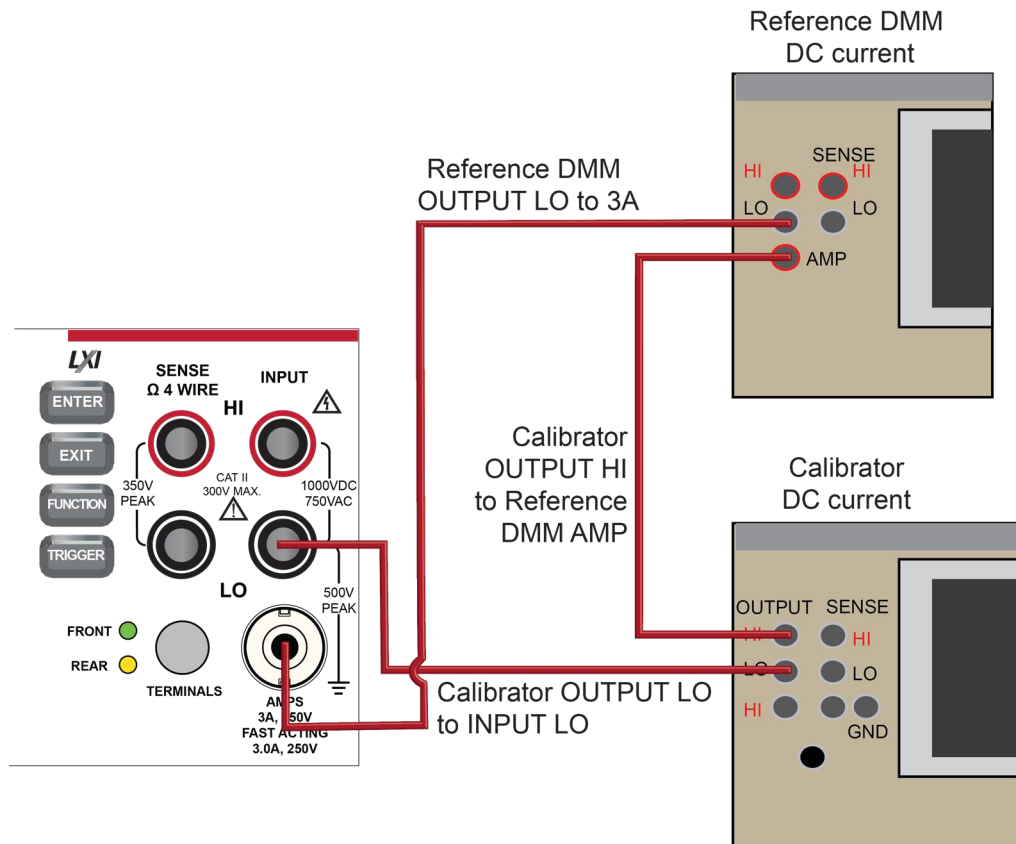 Reference DMM
DC current
SENSE
HI
HI
LO
LO
AMP
Reference DMM
OUTPUT LO to 3A
LXI
ENTER
EXIT
FUNCTION
TRIGGER
SENSE
Ω 4 WIRE
INPUT
HI
350V
PEAK
CAT II
300V MAX.
1000VDC
750VAC
LO
500V
PEAK
FRONT
REAR
TERMINALS
AMPS
3A, 250V
FAST ACTING
3.0A, 250V
Calibrator
OUTPUT HI
to Reference
DMM AMP
Calibrator OUTPUT LO
to INPUT LO
Calibrator
DC current
OUTPUT SENSE
HI
HI
LO
LO
HI
GND